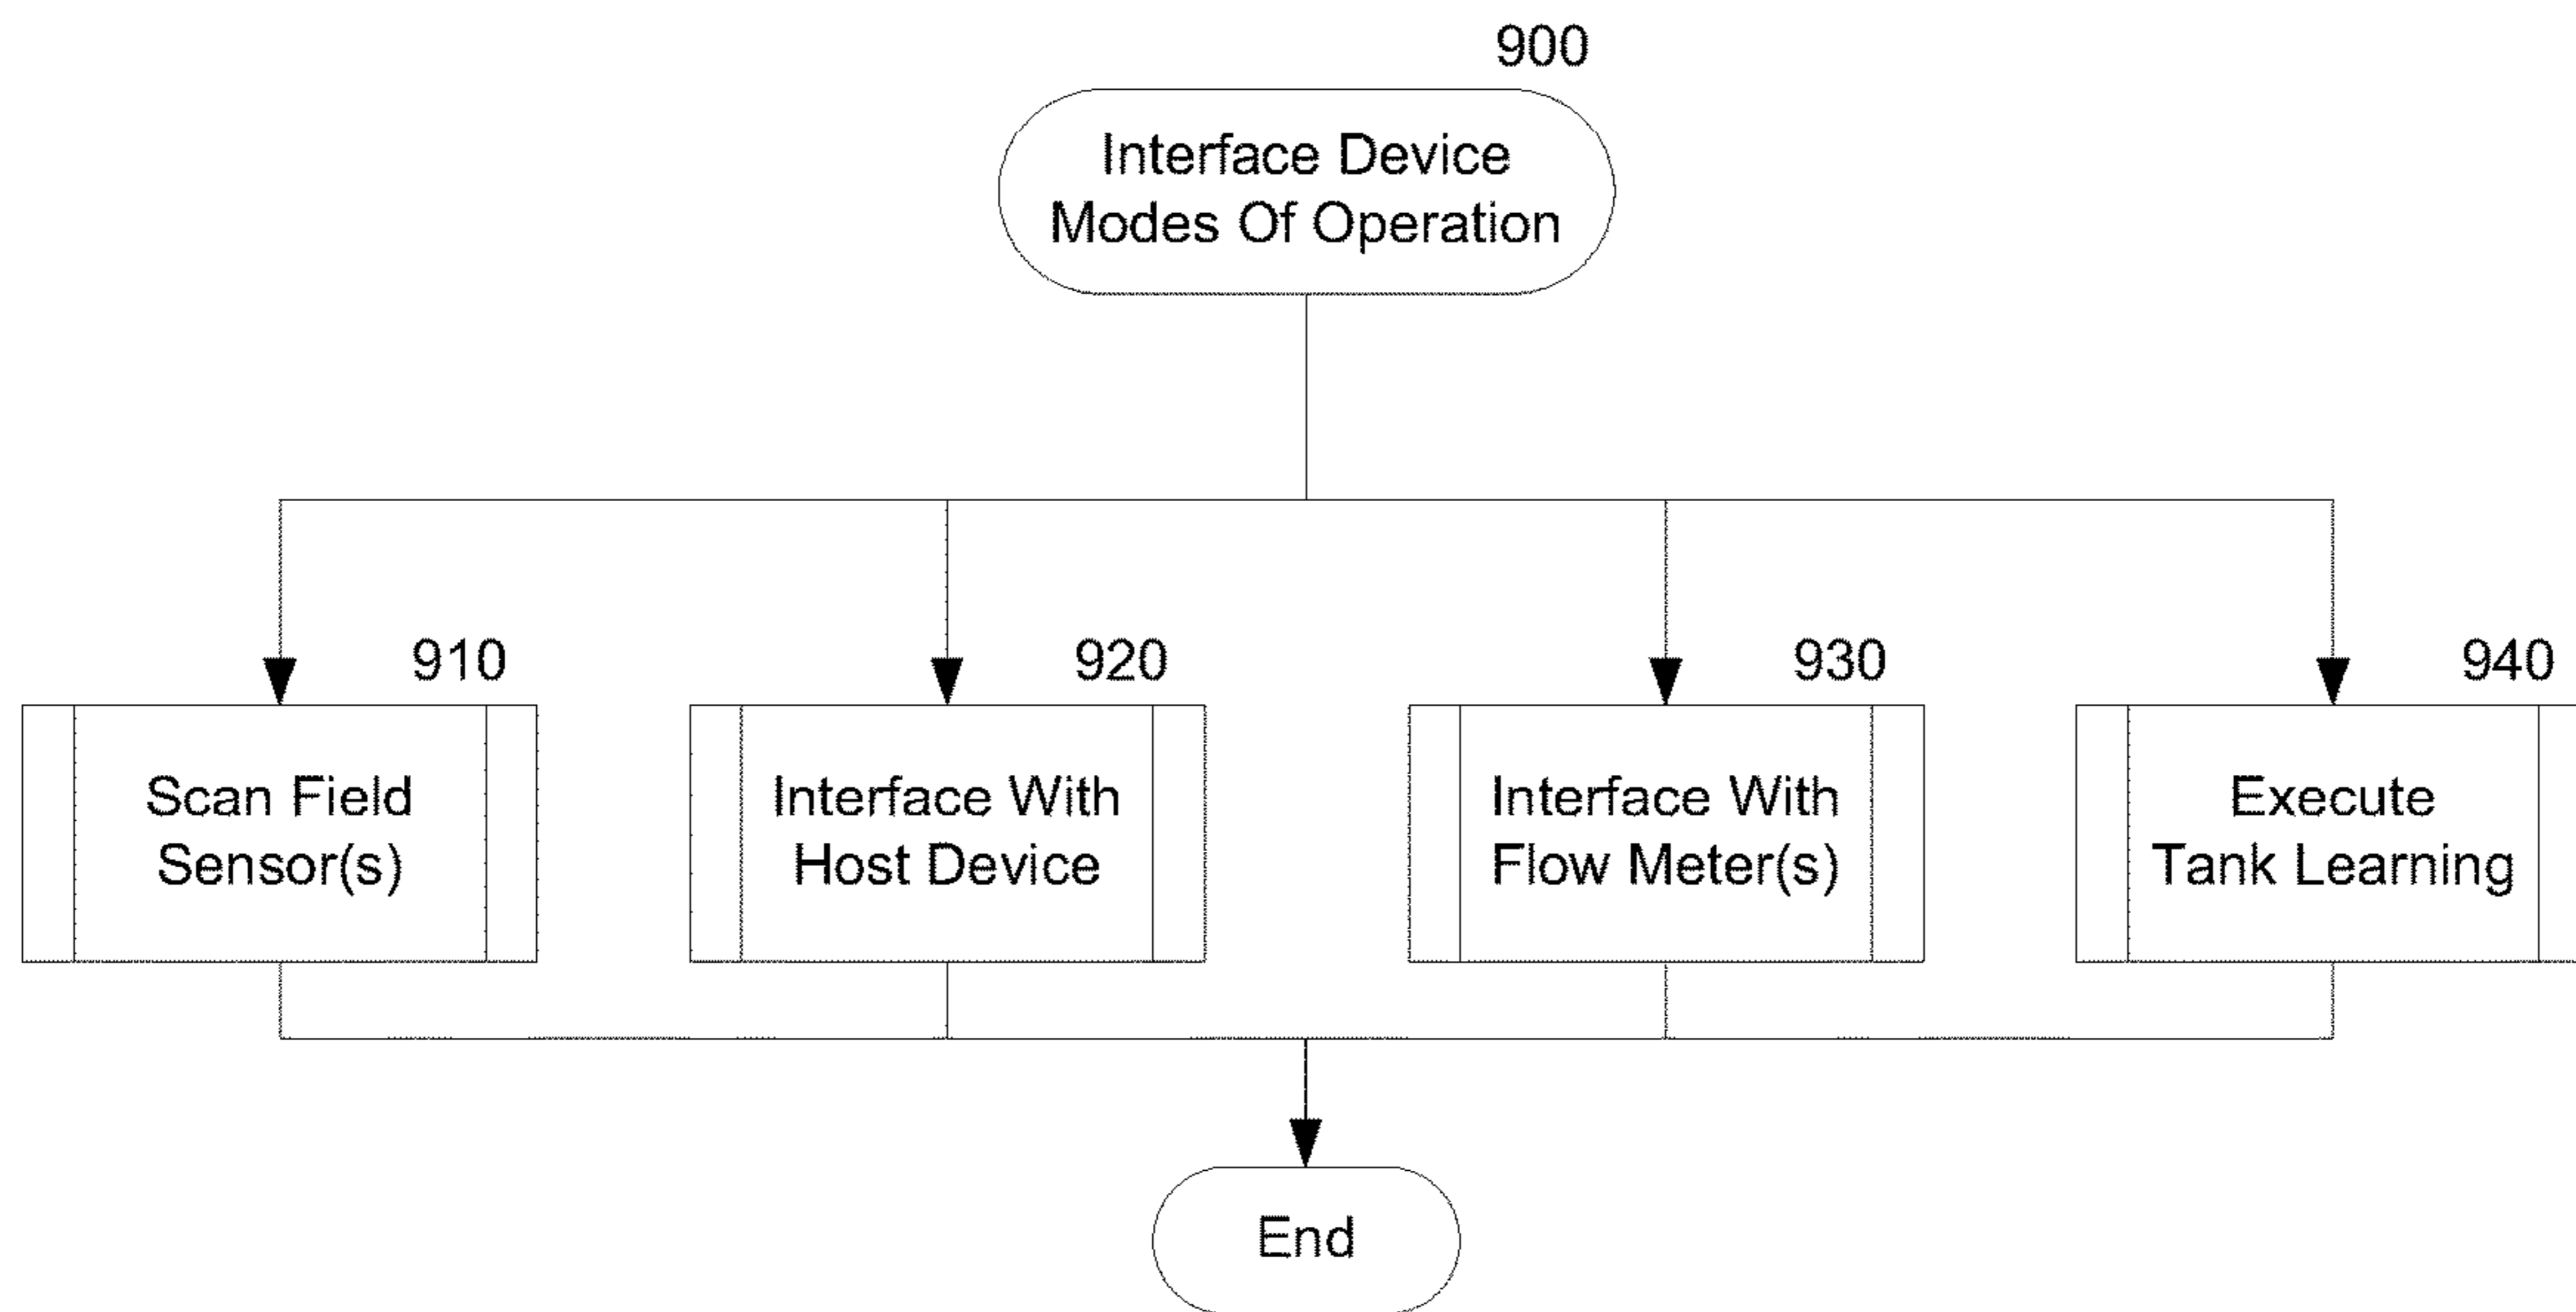 900
Interface Device
Modes Of Operation
910
Scan Field
Sensor(s)
920
Interface With
Host Device
930
Interface With
Flow Meter(s)
940
Execute
Tank Learning
End